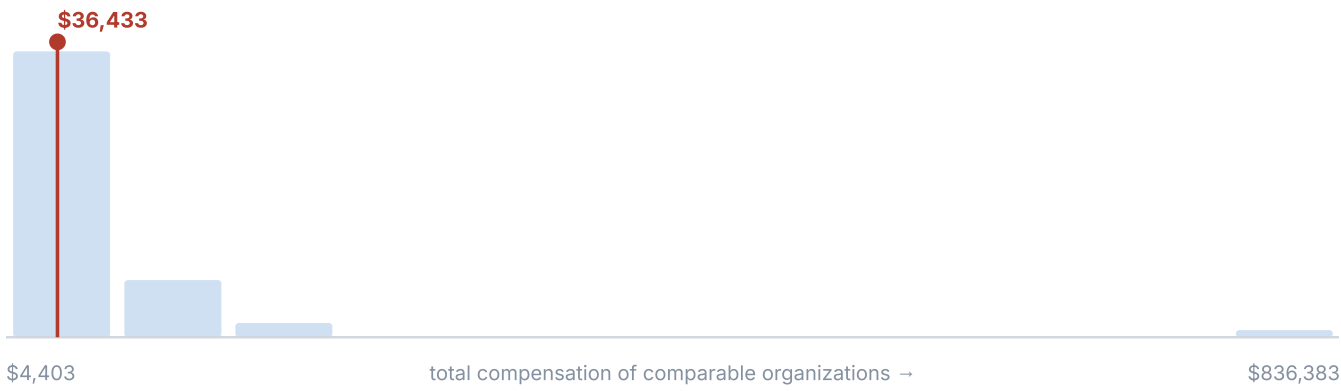 $36,433
$4,403
total compensation of comparable organizations →
$836,383